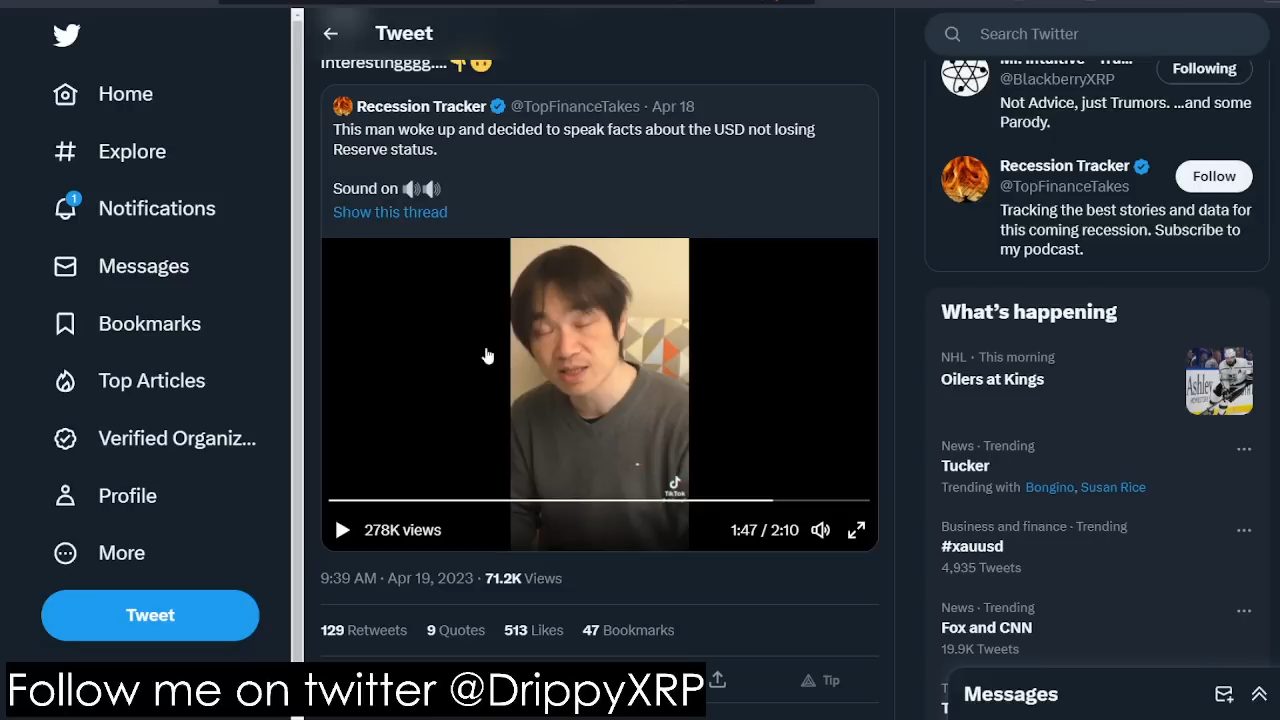 Home
Explore
1
Notifications
Messages
Bookmarks
Top Articles
Verified Organiz...
Profile
More
Tweet
Tweet
Interestingggg....
Recession Tracker @TopFinanceTakes · Apr 18
This man woke up and decided to speak facts about the USD not losing
Reserve status.
Sound on
Show this thread
TikTok
278K views
1:47 / 2:10
9:39 AM · Apr 19, 2023 · 71.2K Views
129 Retweets 9 Quotes 513 Likes 47 Bookmarks
Tip
Search Twitter
@BlackberryXRP
Following
Not Advice, just Trumors. ...and some
Parody.
Recession Tracker
@TopFinanceTakes
Follow
Tracking the best stories and data for
this coming recession. Subscribe to
my podcast.
What's happening
NHL · This morning
Oilers at Kings
Ashley
News · Trending
Tucker
Trending with Bongino, Susan Rice
Business and finance · Trending
#xauusd
4,935 Tweets
News · Trending
Fox and CNN
19.9K Tweets
Messages
Follow me on twitter @DrippyXRP